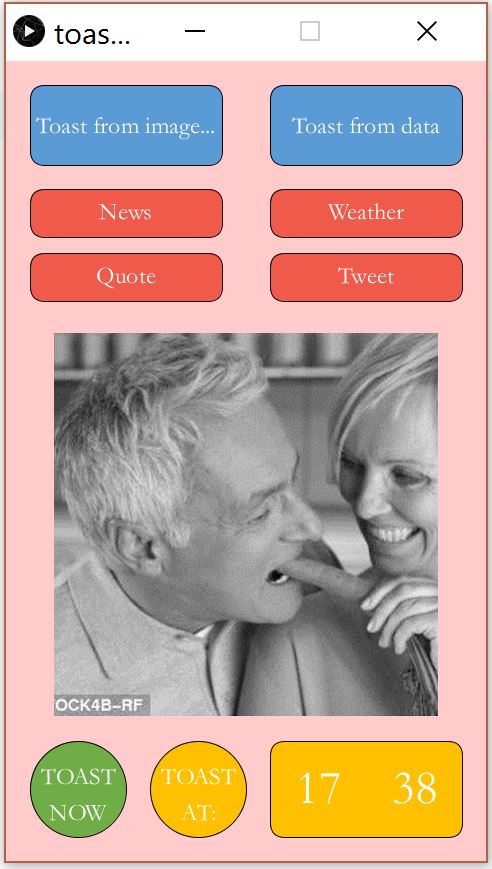 toas...
Toast from image...
Toast from data
News
Weather
Quote
Tweet
OCK4B-RF
TOAST
NOW
TOAST
AT:
17 38